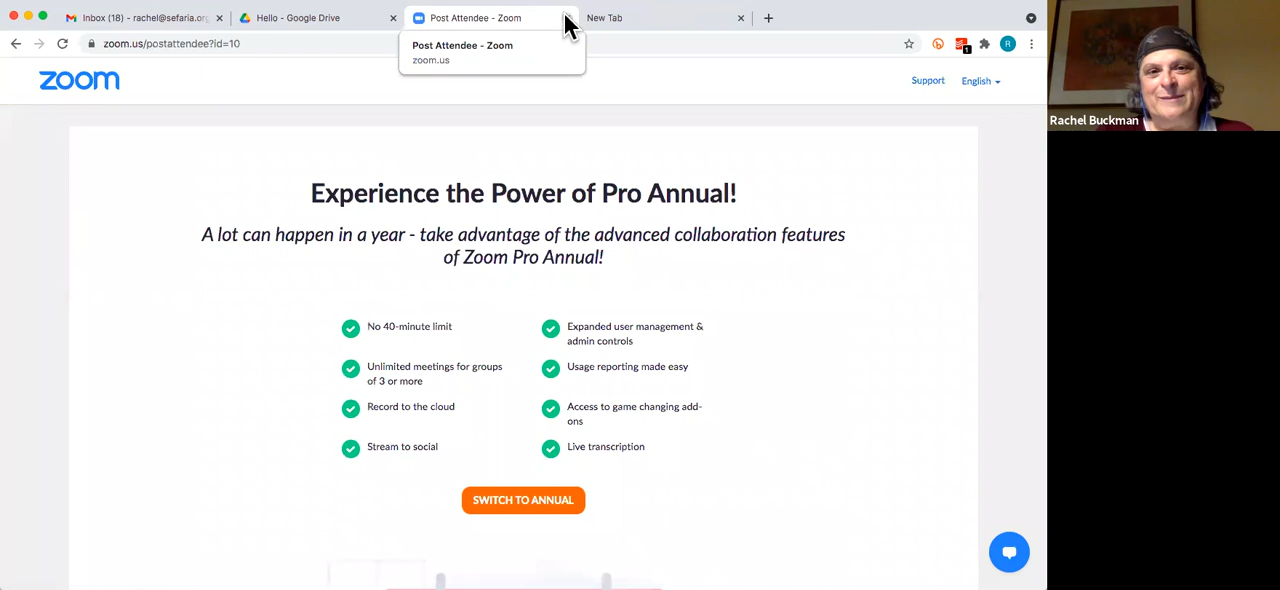 Inbox (18) - rachel@sefaria.org
Hello - Google Drive
Post Attendee - Zoom
New Tab
zoom.us/postattendee?id=10
1
R
Post Attendee - Zoom
zoom.us
zoom
Support
English
Rachel Buckman
Experience the Power of Pro Annual!
A lot can happen in a year - take advantage of the advanced collaboration features
of Zoom Pro Annual!
No 40-minute limit
Unlimited meetings for groups
of 3 or more
Record to the cloud
Stream to social
Expanded user management &
admin controls
Usage reporting made easy
Access to game changing add-
ons
Live transcription
SWITCH TO ANNUAL